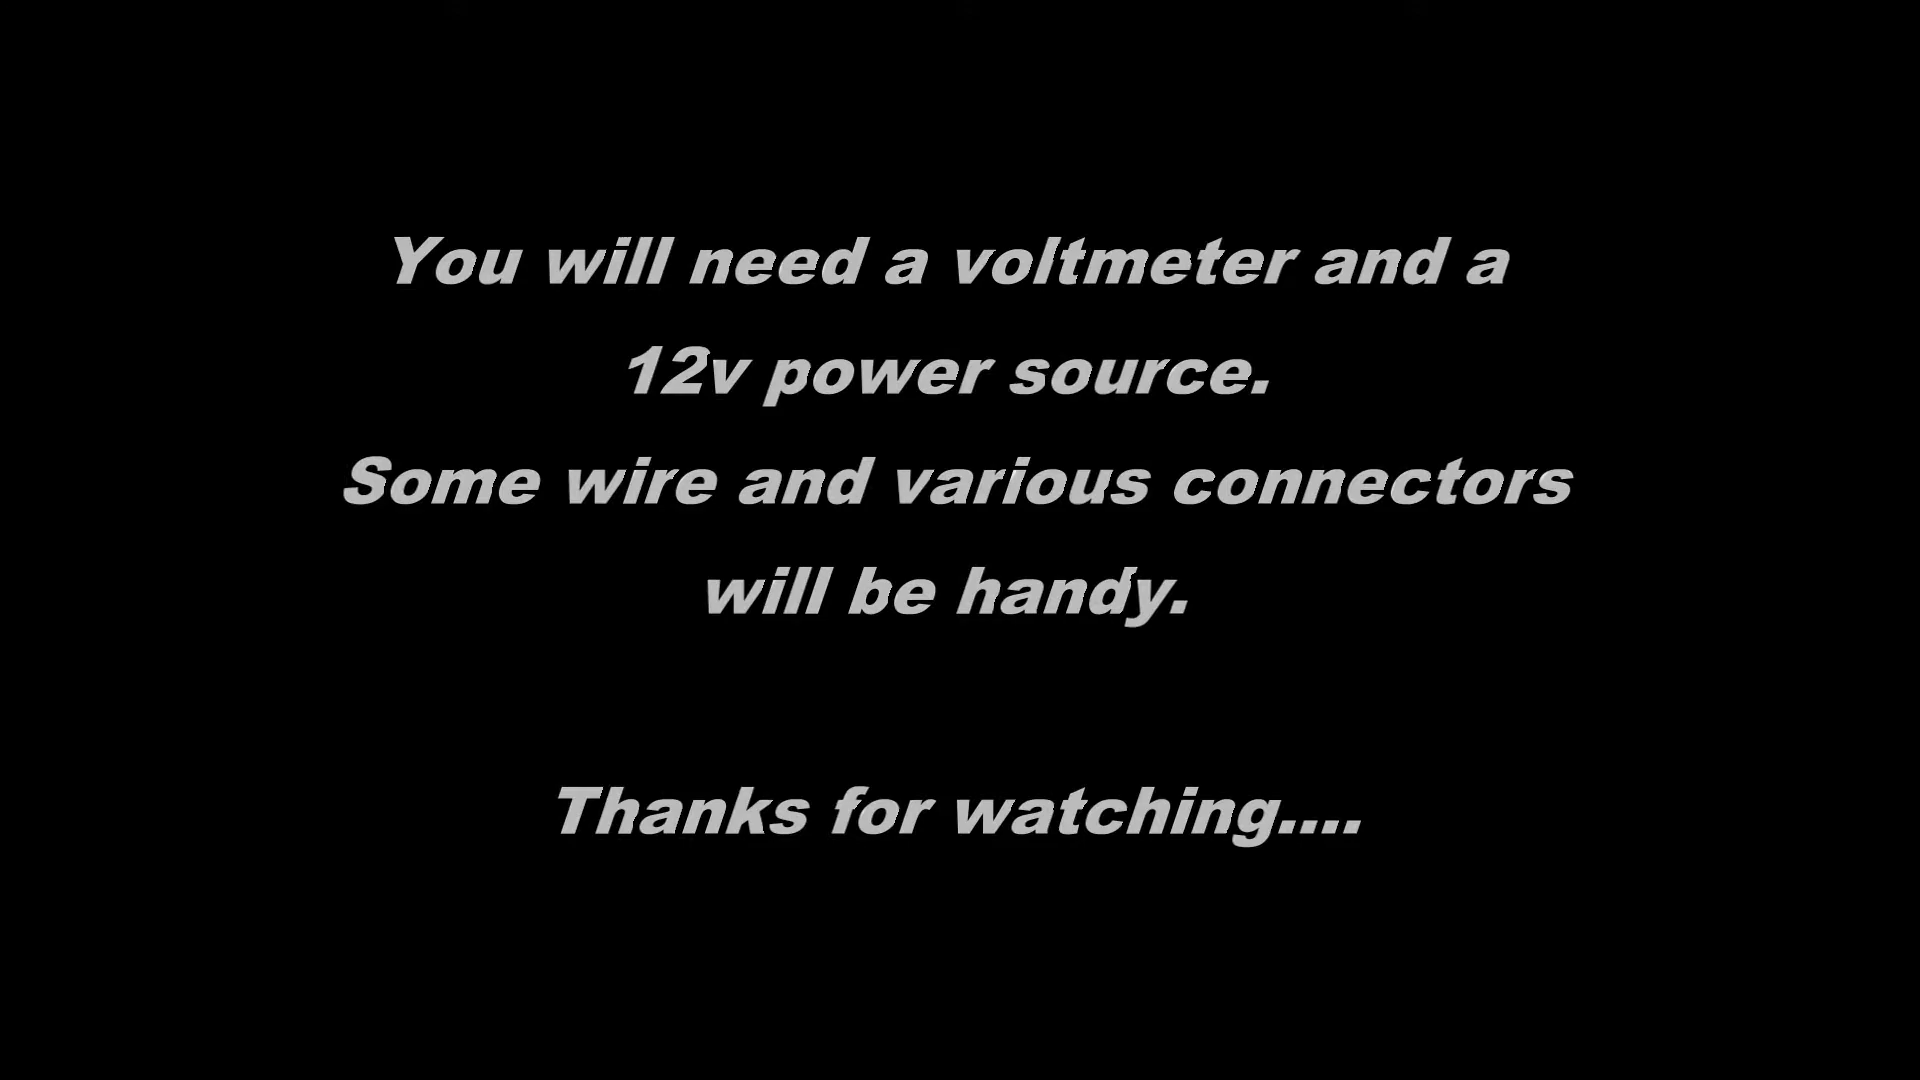 You will need a voltmeter and a
12v power source.
Some wire and various connectors
will be handy.
Thanks for watching....